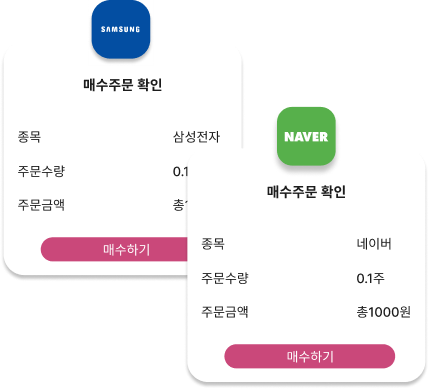 SAMSUNG
매수주문 확인
종목 삼성전자
주문수량 0.1
주문금액 총
매수하기
NAVER
매수주문 확인
종목 네이버
주문수량 0.1주
주문금액 총1000원
매수하기